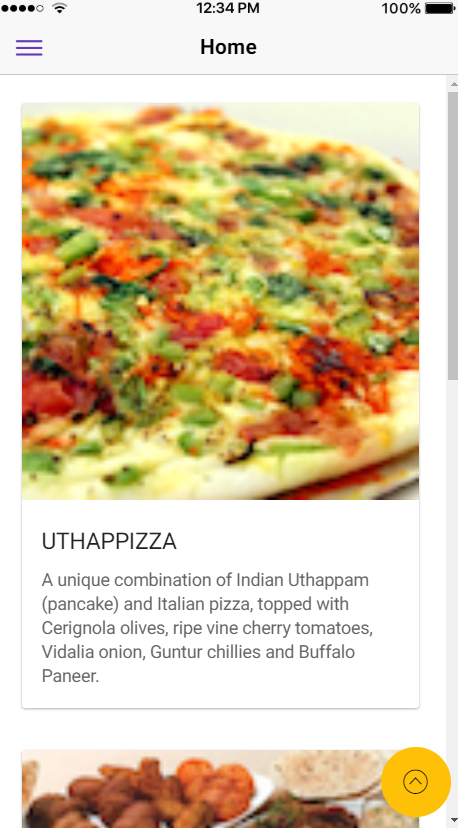 12:34 PM
100%
Home
UTHAPPIZZA
A unique combination of Indian Uthappam
(pancake) and Italian pizza, topped with
Cerignola olives, ripe vine cherry tomatoes,
Vidalia onion, Guntur chillies and Buffalo
Paneer.